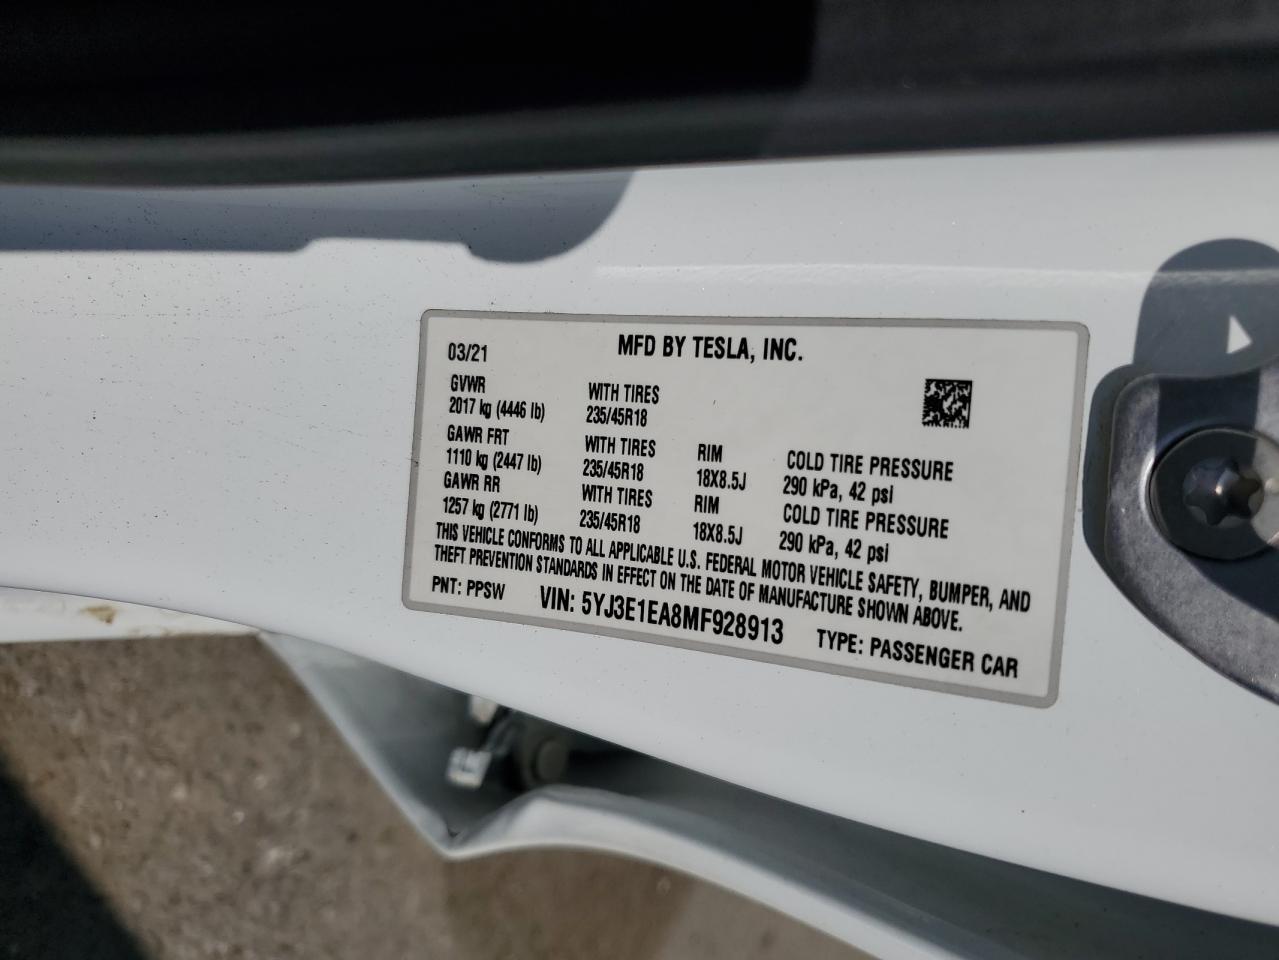 MFD BY TESLA, INC.
03/21
GVWR
2017 kg (4446 lb)
WITH TIRES
235/45R18
GAWR FRT
1110 kg (2447 lb)
WITH TIRES
235/45R18
RIM
18X8.5J
COLD TIRE PRESSURE
290 kPa, 42 psi
GAWR RR
1257 kg (2771 lb)
WITH TIRES
235/45R18
RIM
18X8.5J
COLD TIRE PRESSURE
290 kPa, 42 psi
THIS VEHICLE CONFORMS TO ALL APPLICABLE U.S. FEDERAL MOTOR VEHICLE SAFETY, BUMPER, AND
THEFT PREVENTION STANDARDS IN EFFECT ON THE DATE OF MANUFACTURE SHOWN ABOVE.
PNT: PPSW VIN: 5YJ3E1EA8MF928913 TYPE: PASSENGER CAR